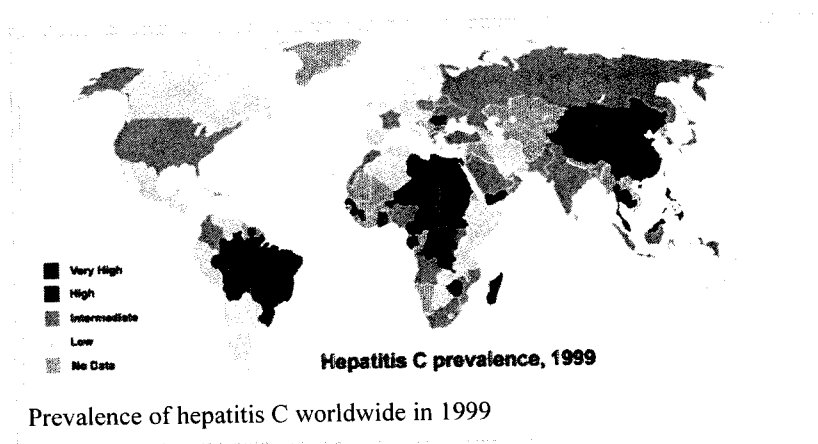 Very High
High
Intermediate
Low
No Data
Hepatitis C prevalence, 1999
Prevalence of hepatitis C worldwide in 1999